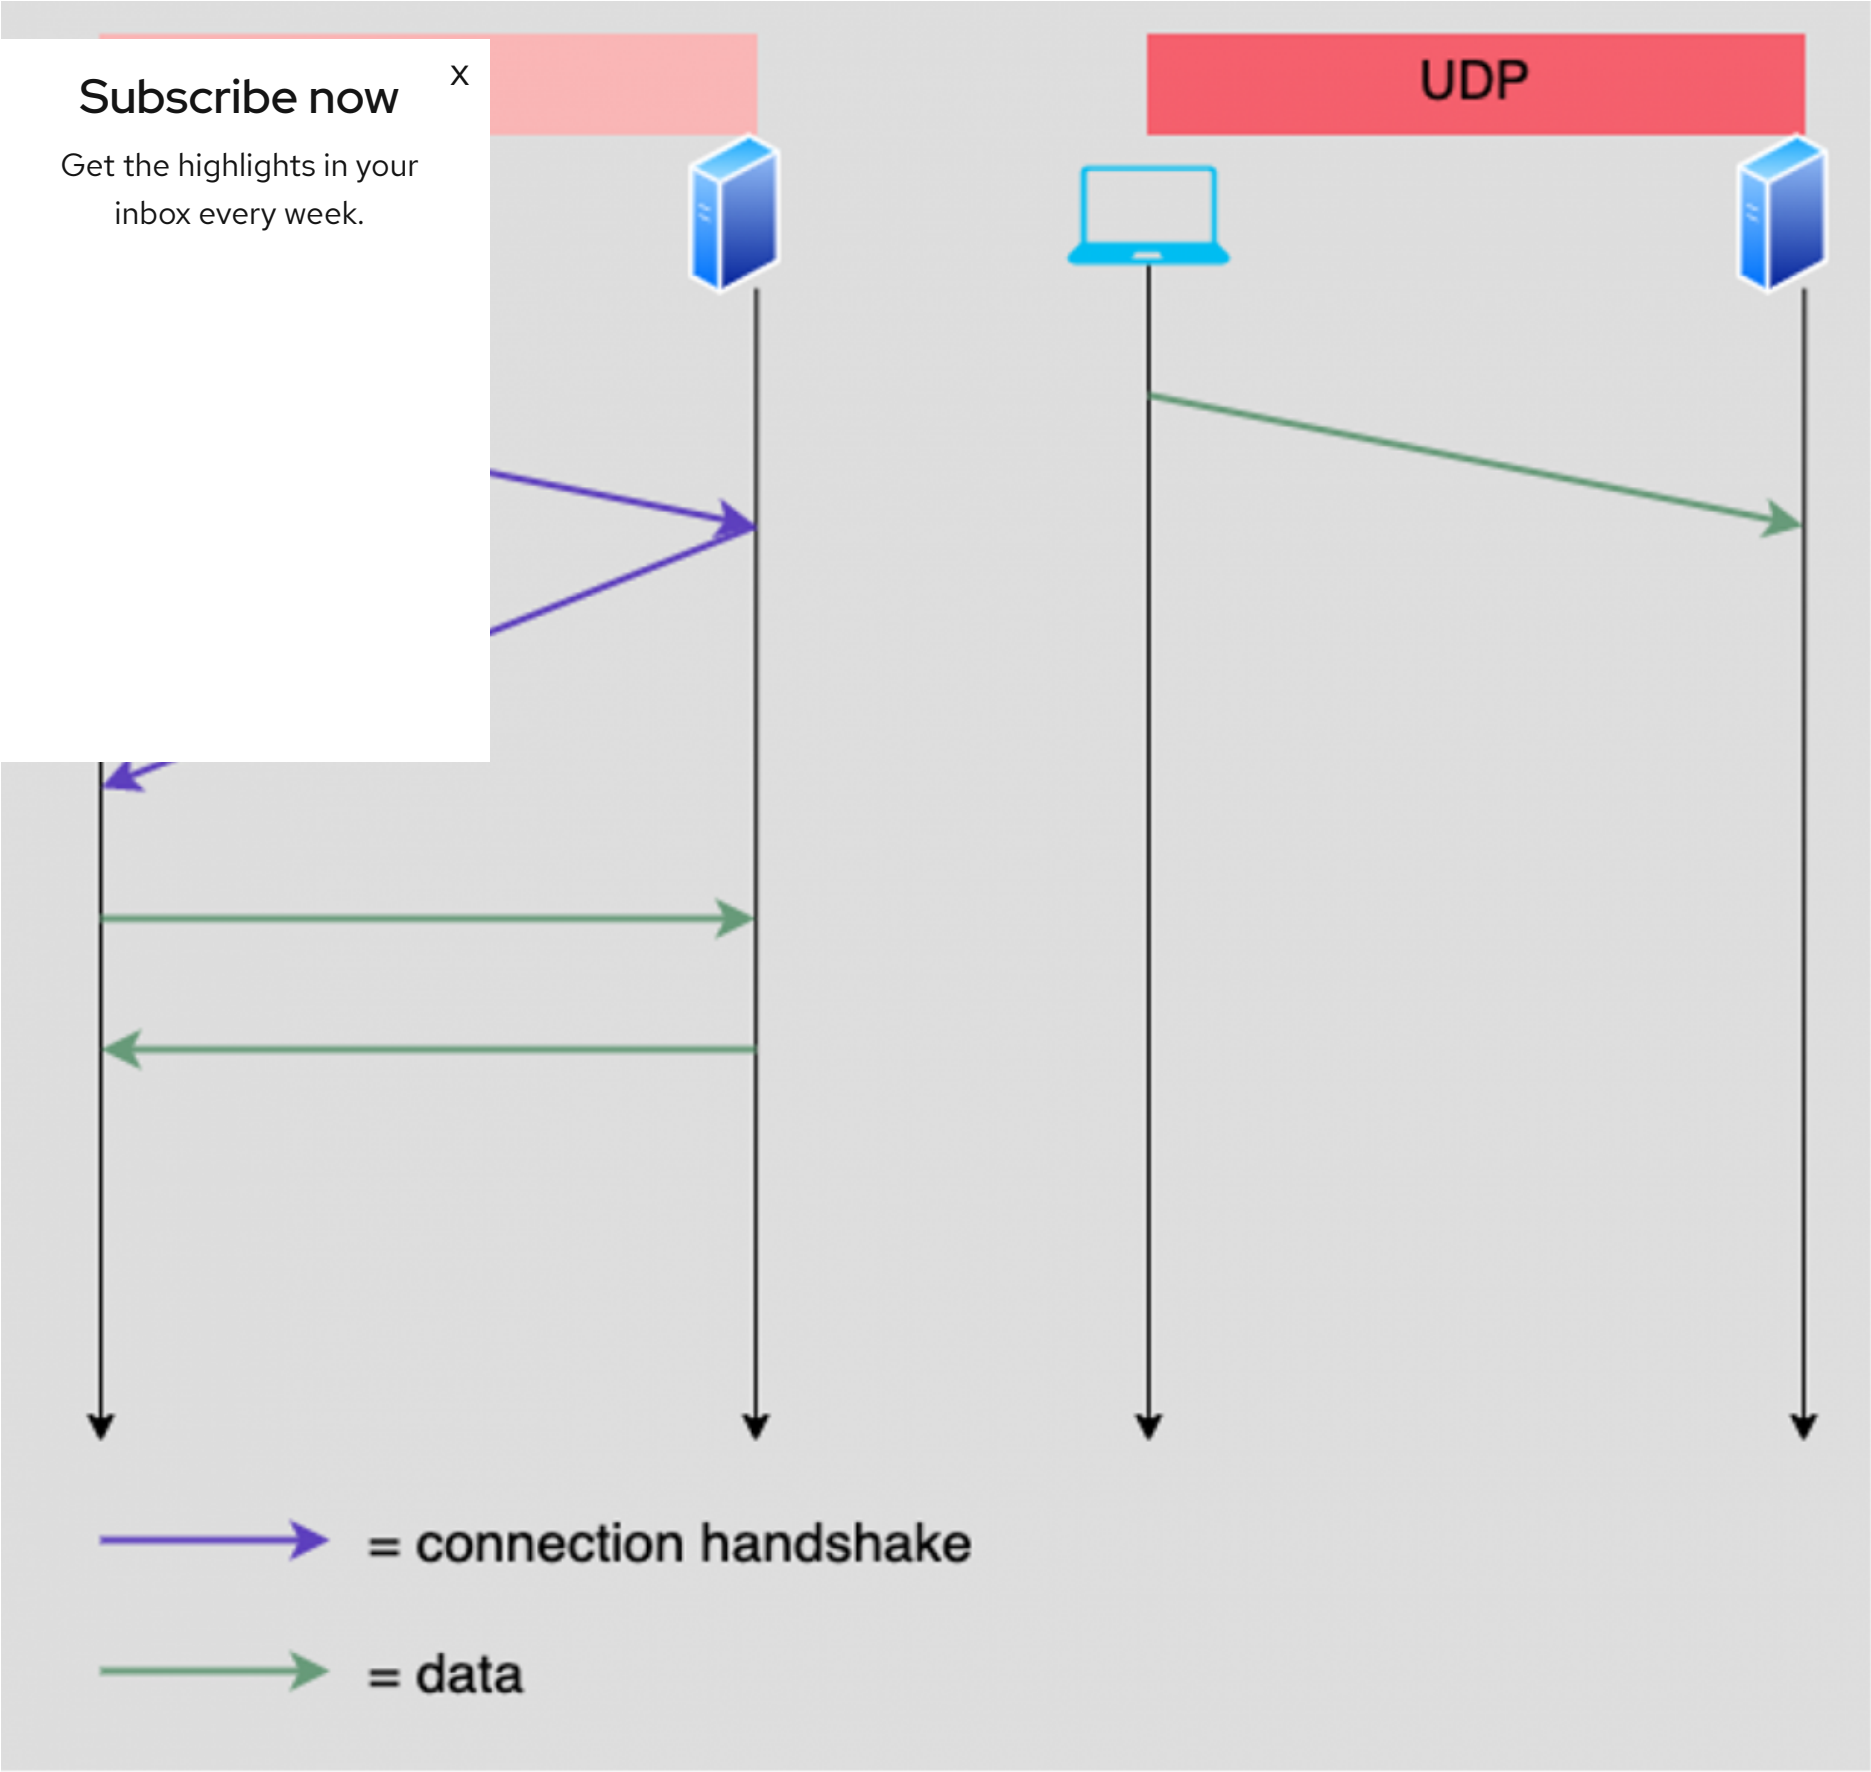 Subscribe now
x
Get the highlights in your
inbox every week.
UDP
= connection handshake
= data